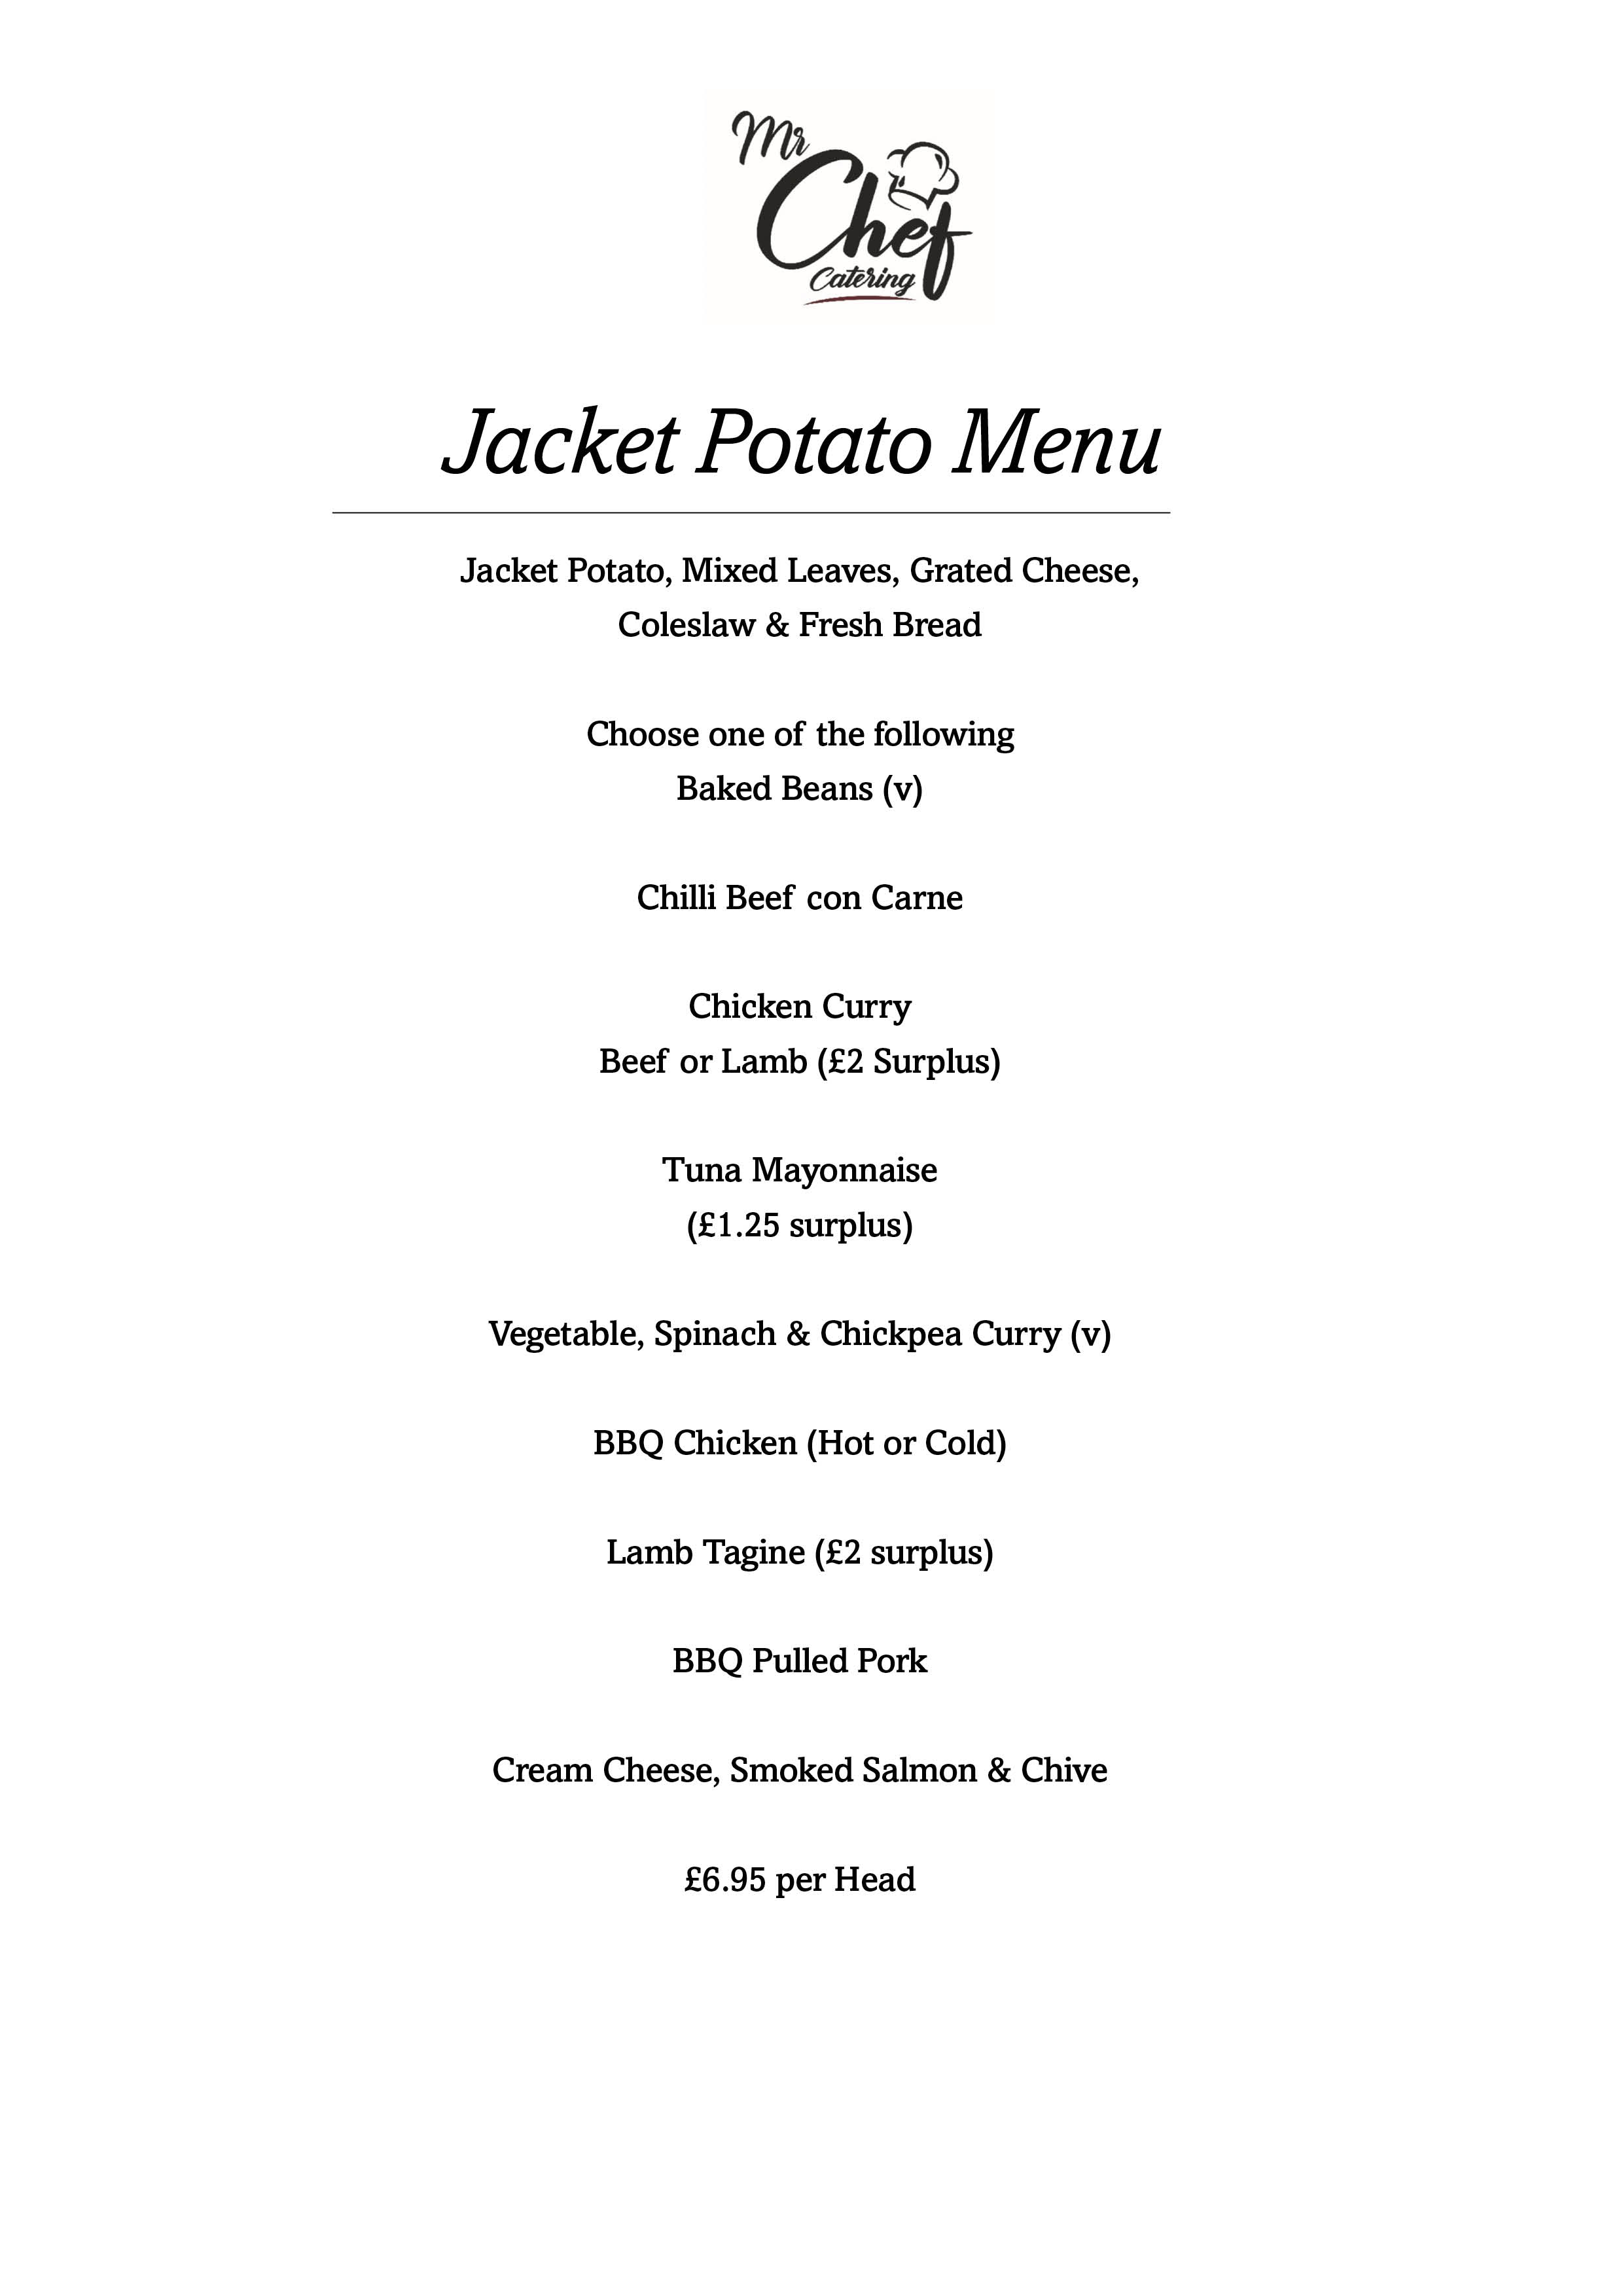 Mr
Chef
Catering
Jacket Potato Menu
Jacket Potato, Mixed Leaves, Grated Cheese,
Coleslaw & Fresh Bread
Choose one of the following
Baked Beans (v)
Chilli Beef con Carne
Chicken Curry
Beef or Lamb (£2 Surplus)
Tuna Mayonnaise
(£1.25 surplus)
Vegetable, Spinach & Chickpea Curry (v)
BBQ Chicken (Hot or Cold)
Lamb Tagine (£2 surplus)
BBQ Pulled Pork
Cream Cheese, Smoked Salmon & Chive
£6.95 per Head